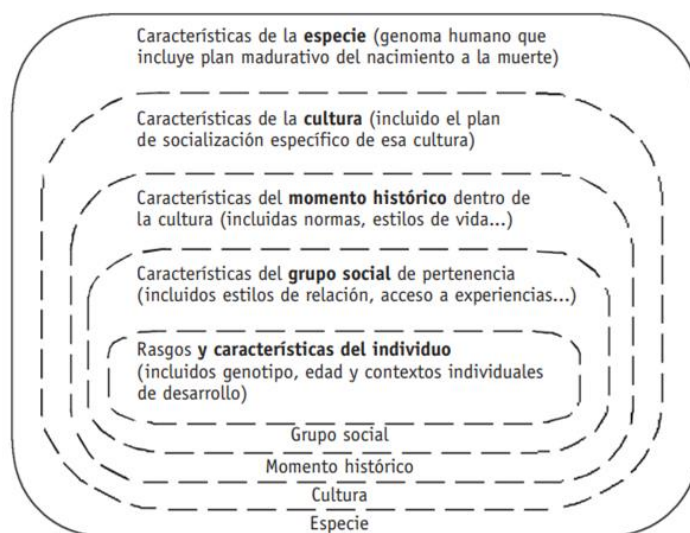 Características de la especie (genoma humano que
incluye plan madurativo del nacimiento a la muerte)
Características de la cultura (incluido el plan
de socialización específico de esa cultura)
Características del momento histórico dentro de
la cultura (incluidas normas, estilos de vida...)
Características del grupo social de pertenencia
(incluidos estilos de relación, acceso a experiencias...)
Rasgos y características del individuo
(incluidos genotipo, edad y contextos individuales
de desarrollo)
Grupo social
Momento histórico
Cultura
Especie